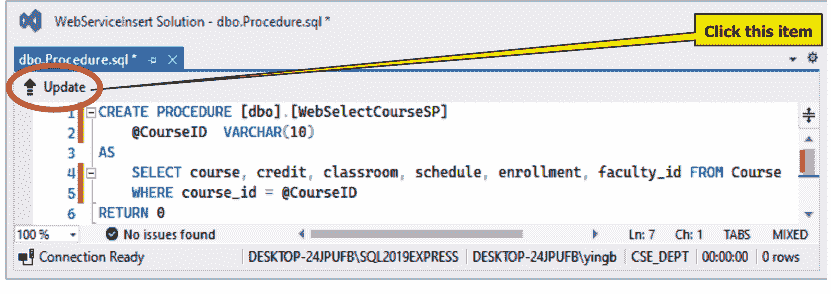 WebServiceInsert Solution - dbo.Procedure.sql *
Click this item
dbo.Procedure.sql *
Update
1 CREATE PROCEDURE [dbo].[WebSelectCourseSP]
2 @CourseID VARCHAR(10)
3 AS
4 SELECT course, credit, classroom, schedule, enrollment, faculty_id FROM Course
5 WHERE course_id = @CourseID
6 RETURN 0
100 % No issues found Ln: 7 Ch: 1 TABS MIXED
Connection Ready DESKTOP-24JPUFB\SQL2019EXPRESS DESKTOP-24JPUFB\yingb CSE_DEPT 00:00:00 0 rows